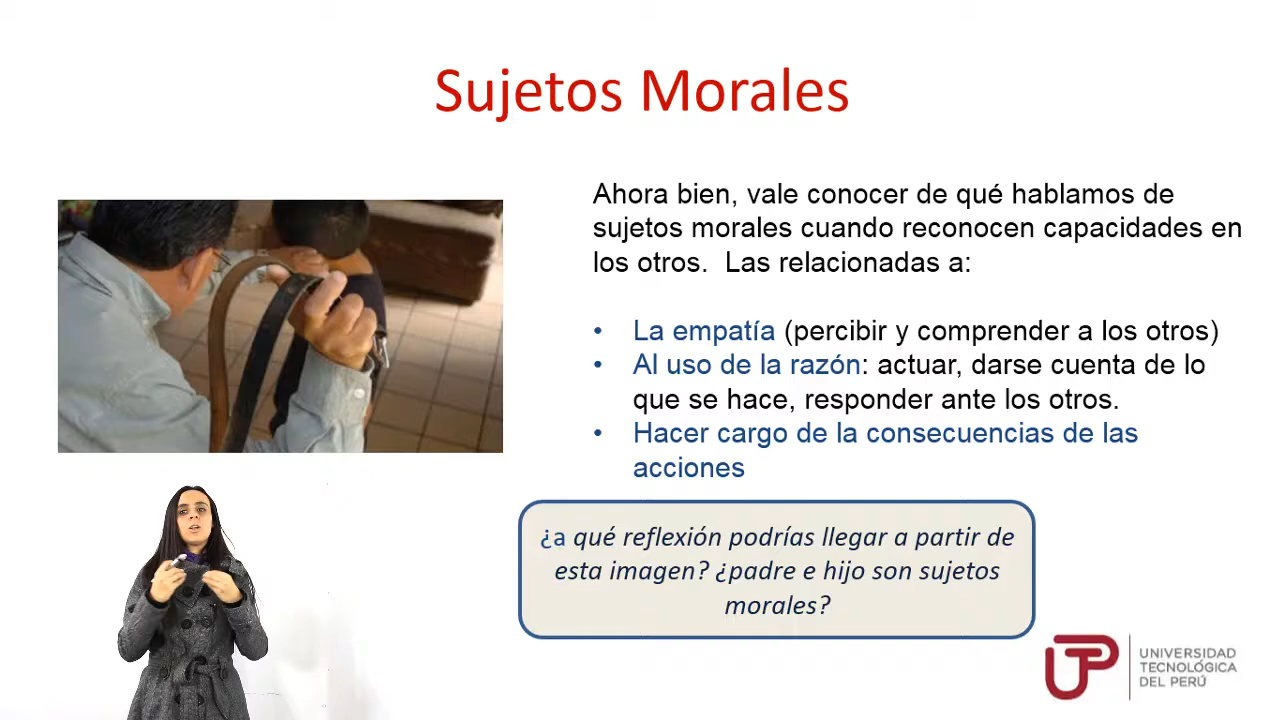 Sujetos Morales
Ahora bien, vale conocer de qué hablamos de
sujetos morales cuando reconocen capacidades en
los otros.  Las relacionadas a:
• La empatía (percibir y comprender a los otros)
• Al uso de la razón: actuar, darse cuenta de lo
que se hace, responder ante los otros.
• Hacer cargo de la consecuencias de las
acciones
¿a qué reflexión podrías llegar a partir de
esta imagen? ¿padre e hijo son sujetos
morales?
UTP
UNIVERSIDAD
TECNOLÓGICA
DEL PERÚ